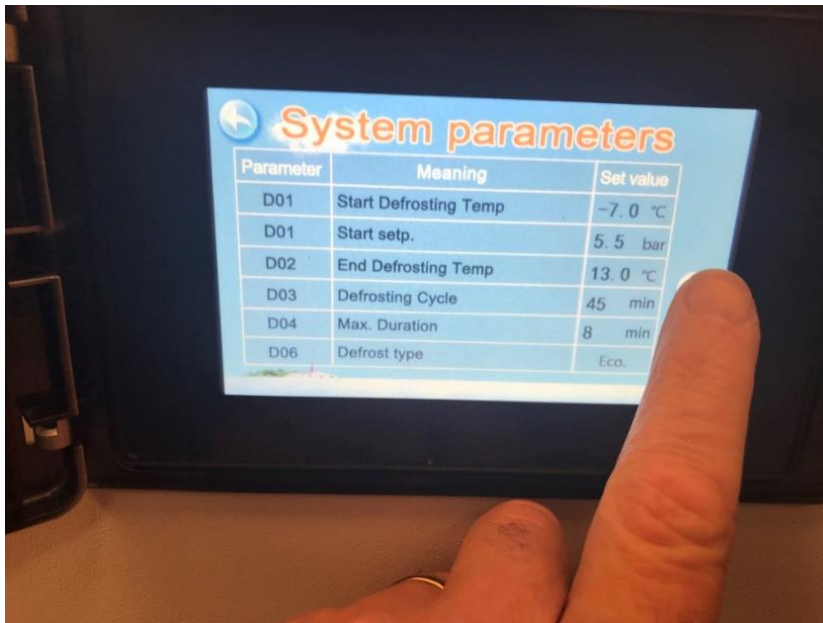 System parameters
Parameter Meaning Set value
D01 Start Defrosting Temp -7.0 °C
D01 Start setp. 5.5 bar
D02 End Defrosting Temp 13.0 °C
D03 Defrosting Cycle 45 min
D04 Max. Duration 8 min
D06 Defrost type Eco.